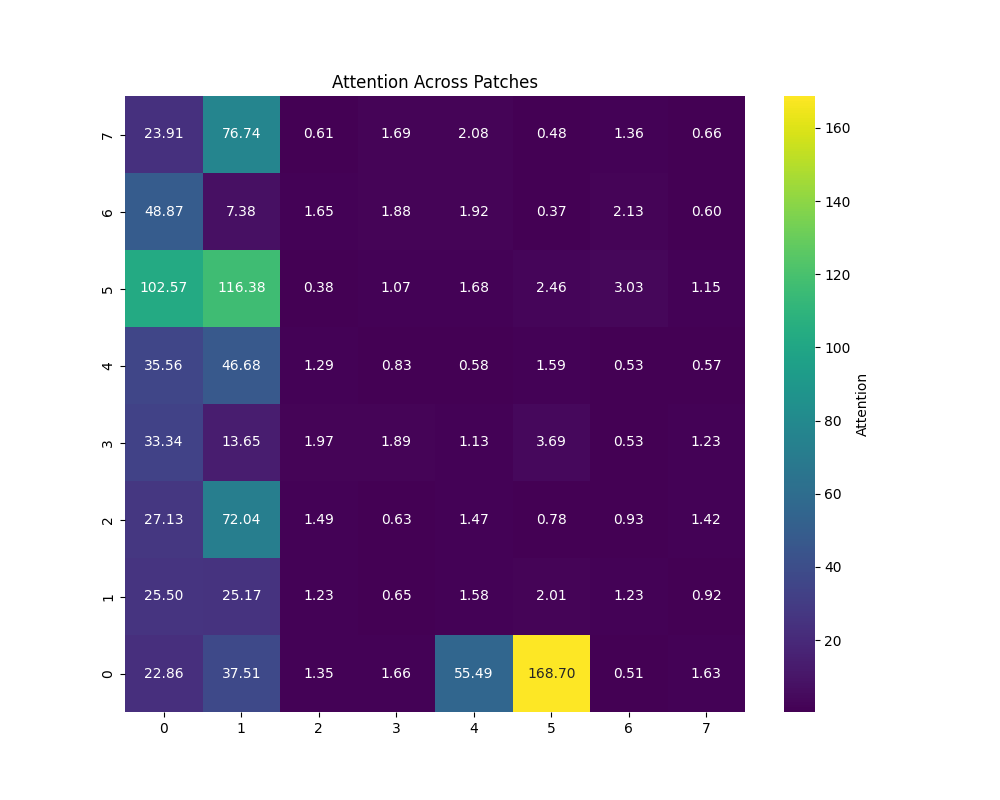 Attention Across Patches
7 23.91 76.74 0.61 1.69 2.08 0.48 1.36 0.66
6 48.87 7.38 1.65 1.88 1.92 0.37 2.13 0.60
5 102.57 116.38 0.38 1.07 1.68 2.46 3.03 1.15
4 35.56 46.68 1.29 0.83 0.58 1.59 0.53 0.57
3 33.34 13.65 1.97 1.89 1.13 3.69 0.53 1.23
2 27.13 72.04 1.49 0.63 1.47 0.78 0.93 1.42
1 25.50 25.17 1.23 0.65 1.58 2.01 1.23 0.92
0 22.86 37.51 1.35 1.66 55.49 168.70 0.51 1.63
0 1 2 3 4 5 6 7
160
140
120
100
80
60
40
20
Attention